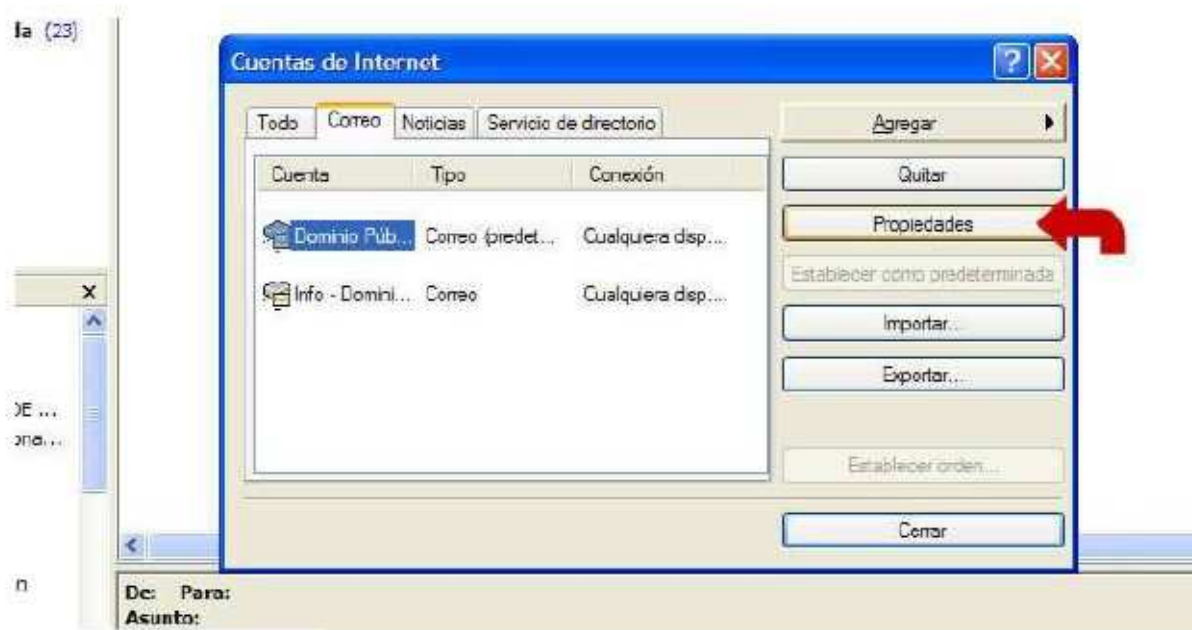 la (23)
Cuentas de Internet
Todo Correo Noticias Servicio de directorio
Agregar
Cuenta Tipo Conexión
Quitar
Dominio Púb... Correo (predet... Cualquiera disp...
Propiedades
Establecer como predeterminada
Info - Domini... Correo Cualquiera disp...
Importar...
Exportar...
DE ...
ona...
Establecer orden...
Cerrar
n
De: Para:
Asunto: